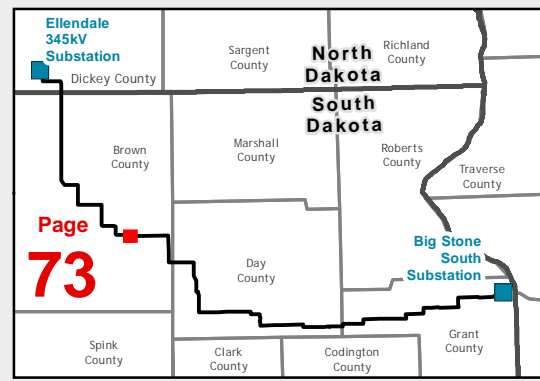 Ellendale
345kV
Substation
Dickey County
Sargent
County
North
Dakota
Richland
County
South
Dakota
Brown
County
Marshall
County
Roberts
County
Traverse
County
Page
73
Day
County
Big Stone
South
Substation
Spink
County
Clark
County
Codington
County
Grant
County